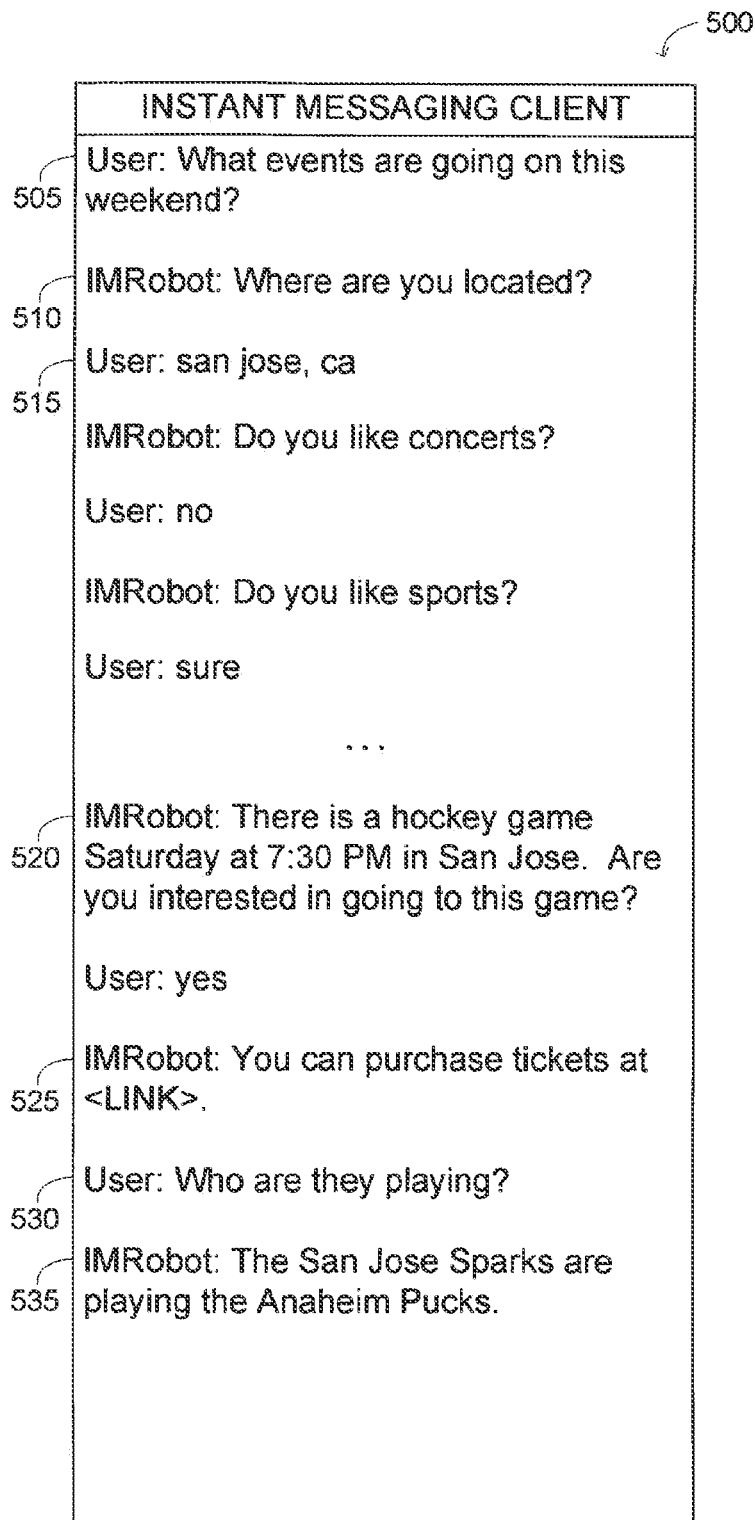 500
INSTANT MESSAGING CLIENT
505
User: What events are going on this
weekend?
510
IMRobot: Where are you located?
515
User: san jose, ca
IMRobot: Do you like concerts?
User: no
IMRobot: Do you like sports?
User: sure
...
520
IMRobot: There is a hockey game
Saturday at 7:30 PM in San Jose. Are
you interested in going to this game?
User: yes
525
IMRobot: You can purchase tickets at
<LINK>.
530
User: Who are they playing?
535
IMRobot: The San Jose Sparks are
playing the Anaheim Pucks.